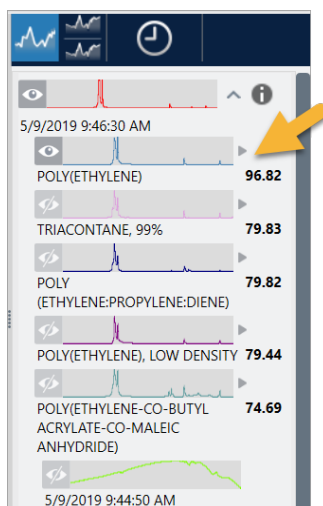 5/9/2019 9:46:30 AM
POLY(ETHYLENE) 96.82
TRIACONTANE, 99% 79.83
POLY 79.82
(ETHYLENE:PROPYLENE:DIENE)
POLY(ETHYLENE), LOW DENSITY 79.44
POLY(ETHYLENE-CO-BUTYL 74.69
ACRYLATE-CO-MALEIC
ANHYDRIDE)
5/9/2019 9:44:50 AM